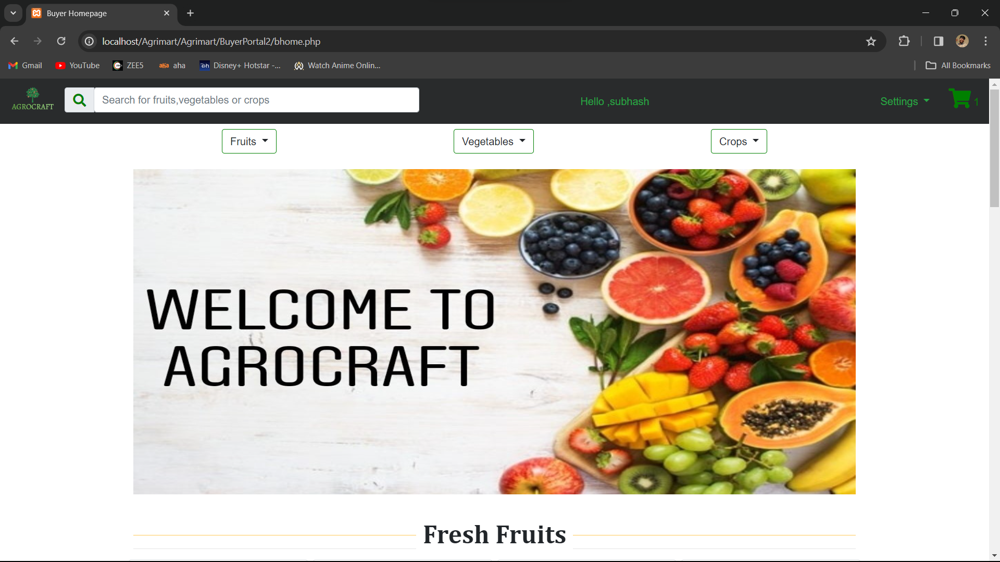 Buyer Homepage
localhost/Agrimart/Agrimart/BuyerPortal2/bhome.php
Gmail YouTube ZEE5 aha aha Dh Disney+ Hotstar -... Watch Anime Onlin... All Bookmarks
AGROCRAFT Search for fruits,vegetables or crops Hello ,subhash Settings 1
Fruits Vegetables Crops
WELCOME TO
AGROCRAFT
Fresh Fruits